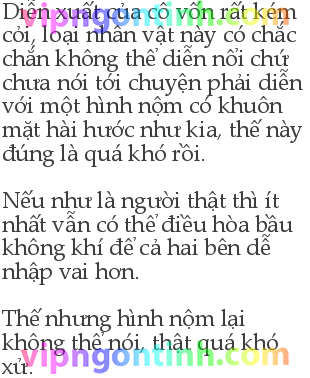 Diễn xuất của cô vốn rất kém
cỏi, loại nhân vật này cô chắc
chắn không thể diễn nổi chứ
chưa nói tới chuyện phải diễn
với một hình nộm có khuôn
mặt hài hước như kia, thế này
đúng là quá khó rồi.
Nếu như là người thật thì ít
nhất vẫn có thể điều hòa bầu
không khí để cả hai bên dễ
nhập vai hơn.
Thế nhưng hình nộm lại
không thể nói, thật quá khó
xử.
vipngontinh.com
vipngontinh.com